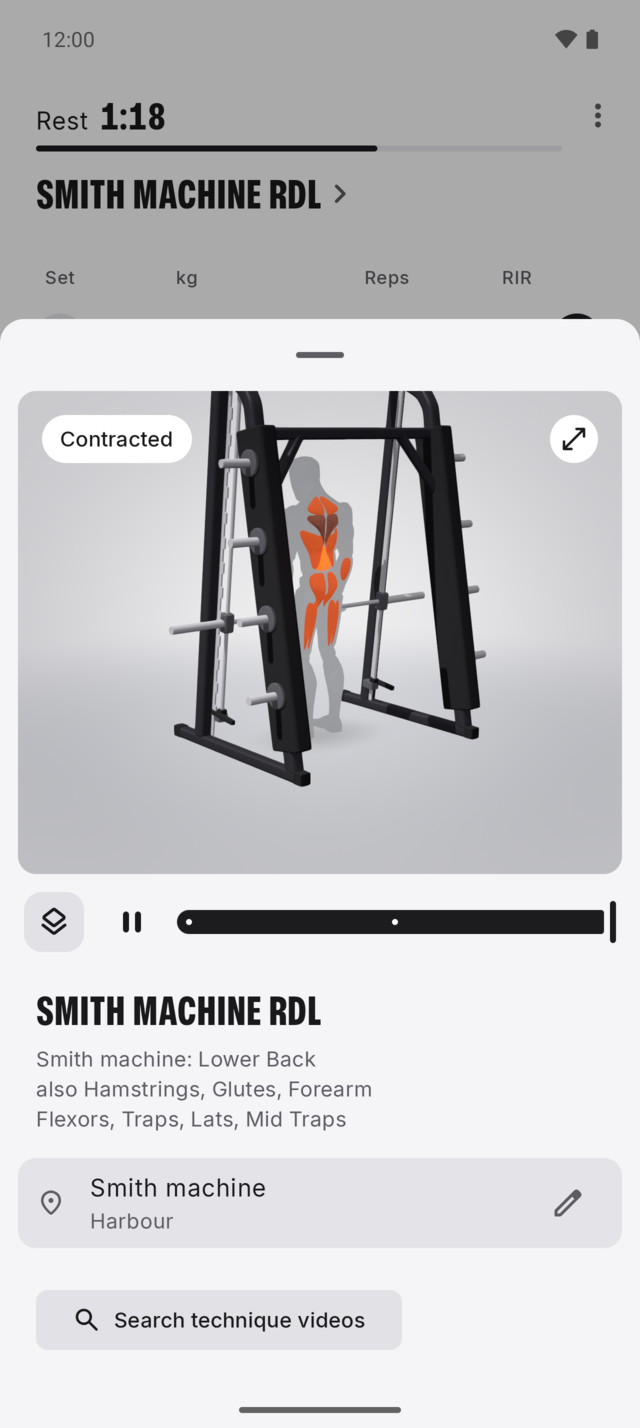 12:00
Rest 1:18
SMITH MACHINE RDL
Set kg Reps RIR
Contracted
SMITH MACHINE RDL
Smith machine: Lower Back
also Hamstrings, Glutes, Forearm
Flexors, Traps, Lats, Mid Traps
Smith machine
Harbour
Search technique videos